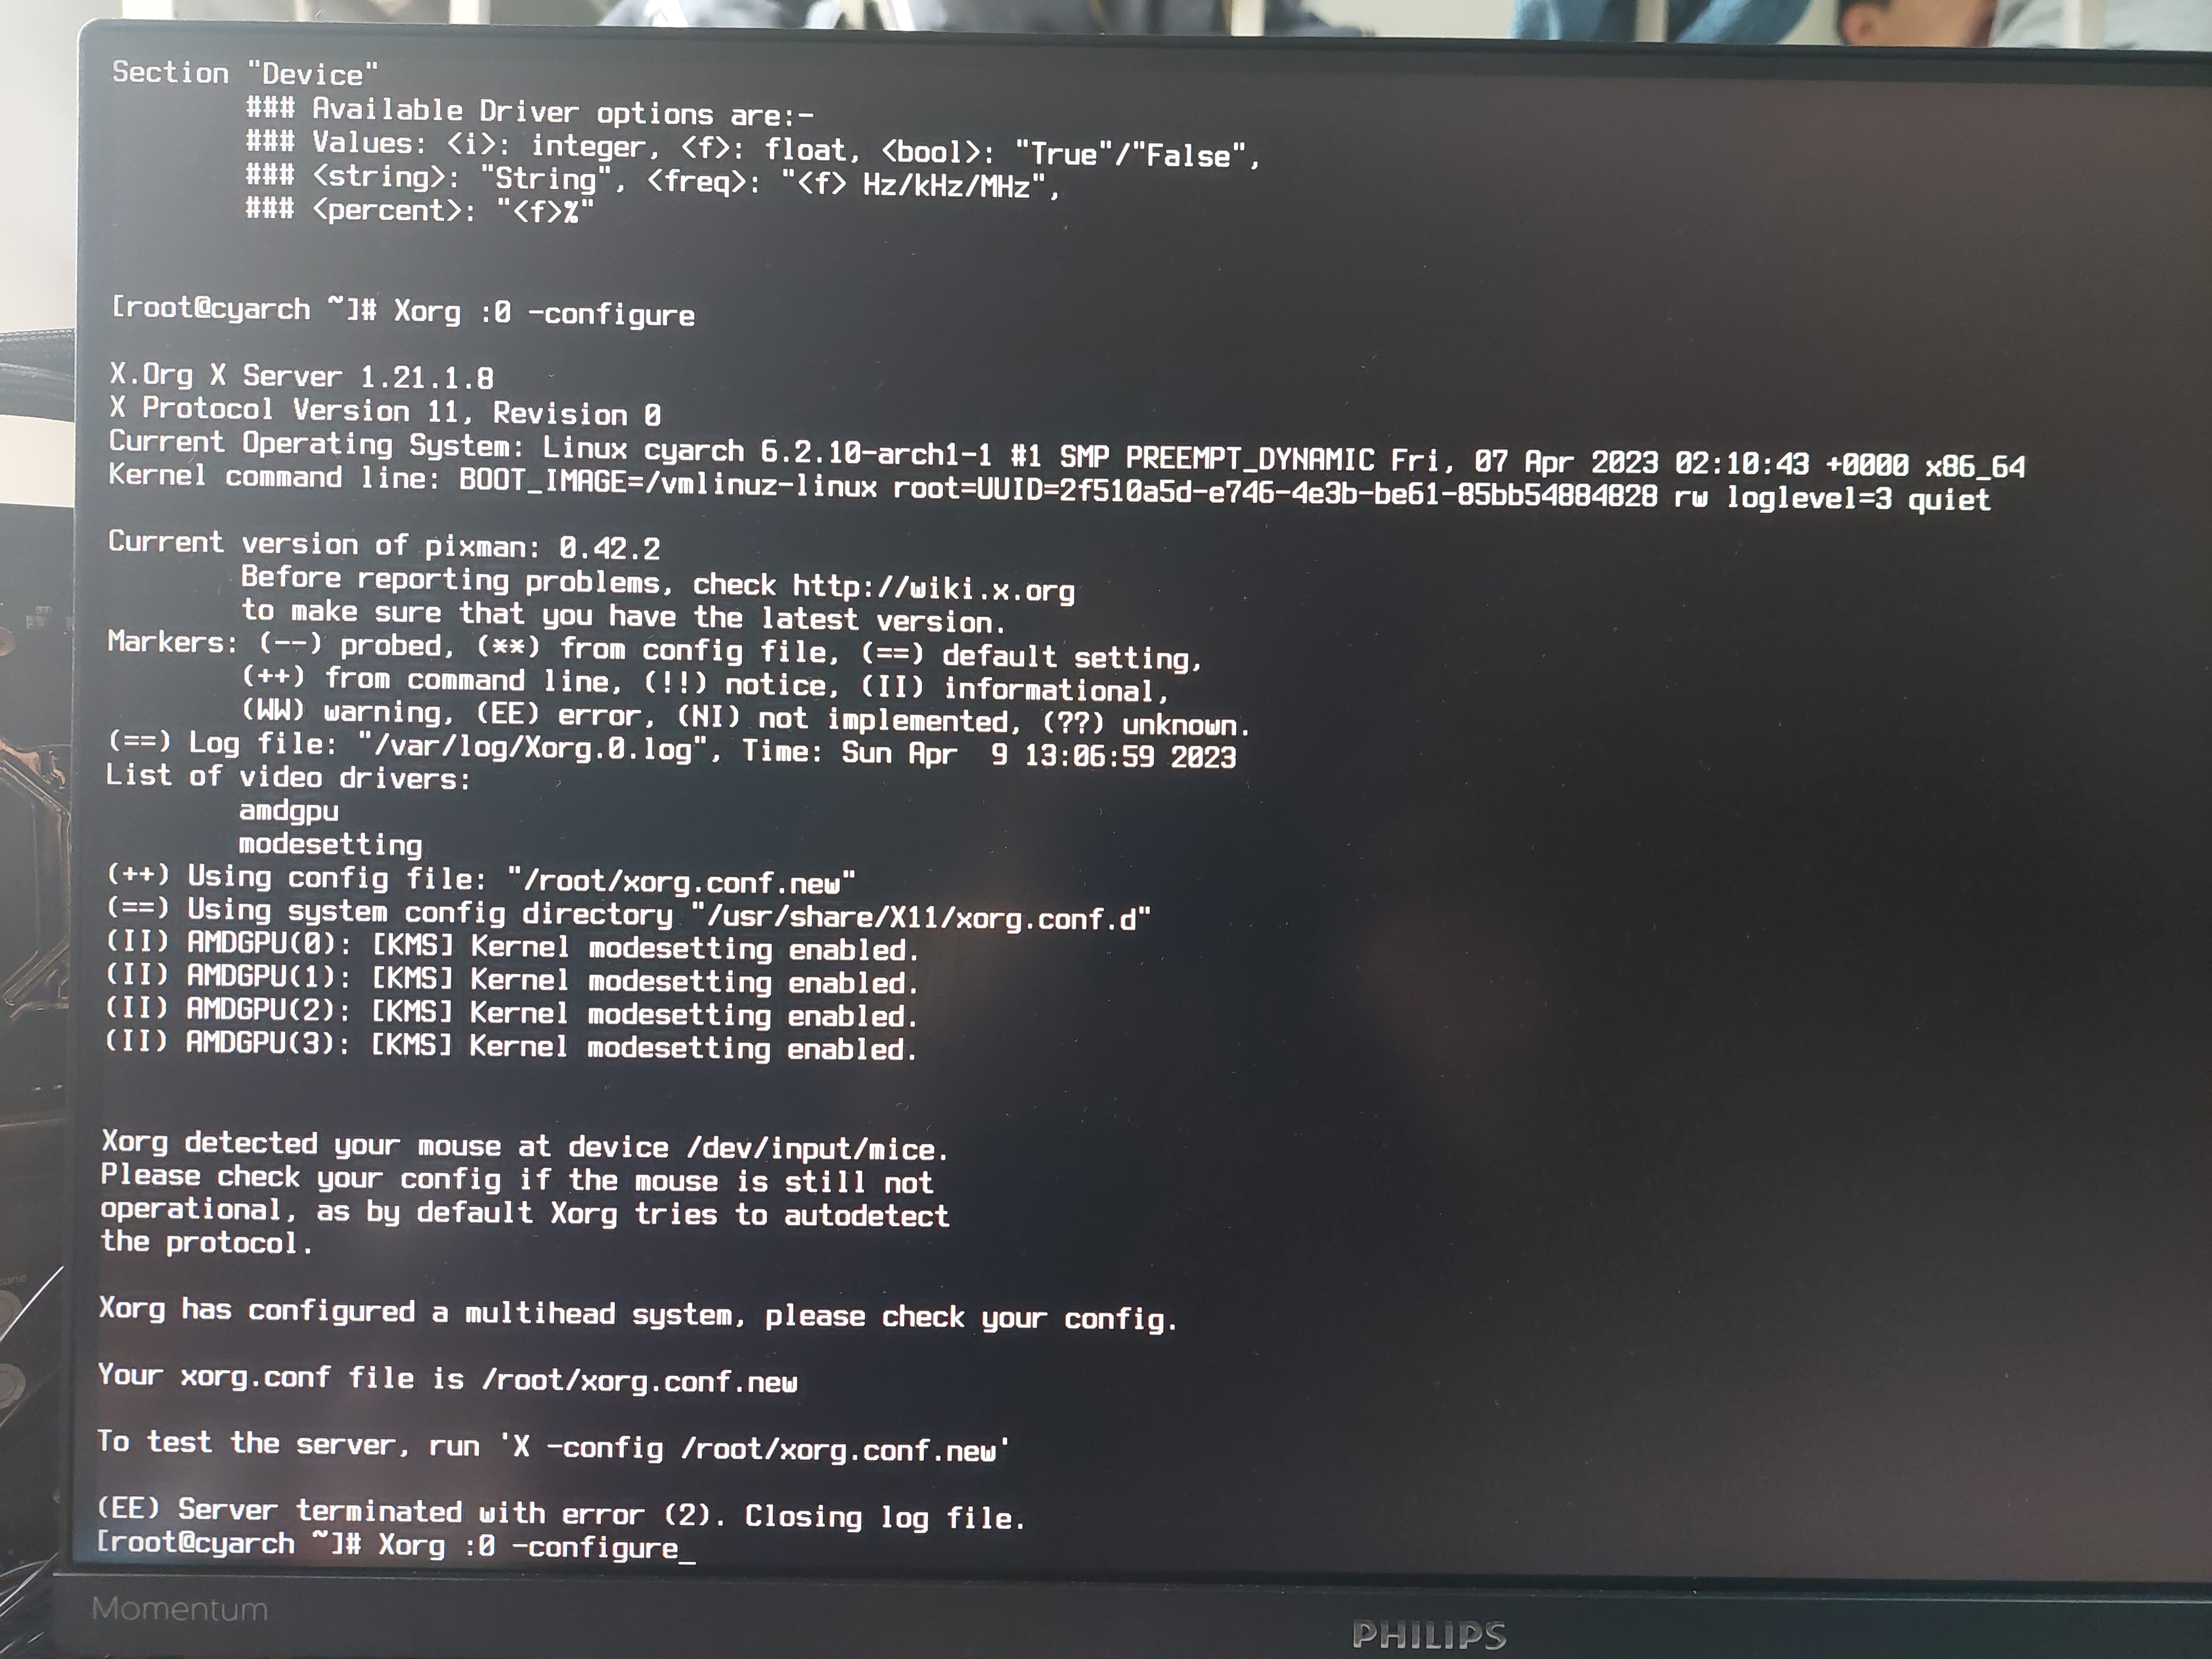 Section "Device"
### Available Driver options are:-
### Values: <i>: integer, <f>: float, <bool>: "True"/"False",
### <string>: "String", <freq>: "<f> Hz/kHz/MHz",
### <percent>: "<f>%"
[root@cyarch ~]# Xorg :0 -configure
X.Org X Server 1.21.1.8
X Protocol Version 11, Revision 0
Current Operating System: Linux cyarch 6.2.10-arch1-1 #1 SMP PREEMPT_DYNAMIC Fri, 07 Apr 2023 02:10:43 +0000 x86_64
Kernel command line: BOOT_IMAGE=/vmlinuz-linux root=UUID=2f510a5d-e746-4e3b-be61-85bb54884828 rw loglevel=3 quiet
Current version of pixman: 0.42.2
Before reporting problems, check http://wiki.x.org
to make sure that you have the latest version.
Markers: (--) probed, (**) from config file, (==) default setting,
(++) from command line, (!!) notice, (II) informational,
(WW) warning, (EE) error, (NI) not implemented, (??) unknown.
(==) Log file: "/var/log/Xorg.0.log", Time: Sun Apr  9 13:06:59 2023
List of video drivers:
amdgpu
modesetting
(++) Using config file: "/root/xorg.conf.new"
(==) Using system config directory "/usr/share/X11/xorg.conf.d"
(II) AMDGPU(0): [KMS] Kernel modesetting enabled.
(II) AMDGPU(1): [KMS] Kernel modesetting enabled.
(II) AMDGPU(2): [KMS] Kernel modesetting enabled.
(II) AMDGPU(3): [KMS] Kernel modesetting enabled.
Xorg detected your mouse at device /dev/input/mice.
Please check your config if the mouse is still not
operational, as by default Xorg tries to autodetect
the protocol.
Xorg has configured a multihead system, please check your config.
Your xorg.conf file is /root/xorg.conf.new
To test the server, run 'X -config /root/xorg.conf.new'
(EE) Server terminated with error (2). Closing log file.
[root@cyarch ~]# Xorg :0 -configure_
Momentum
PHILIPS